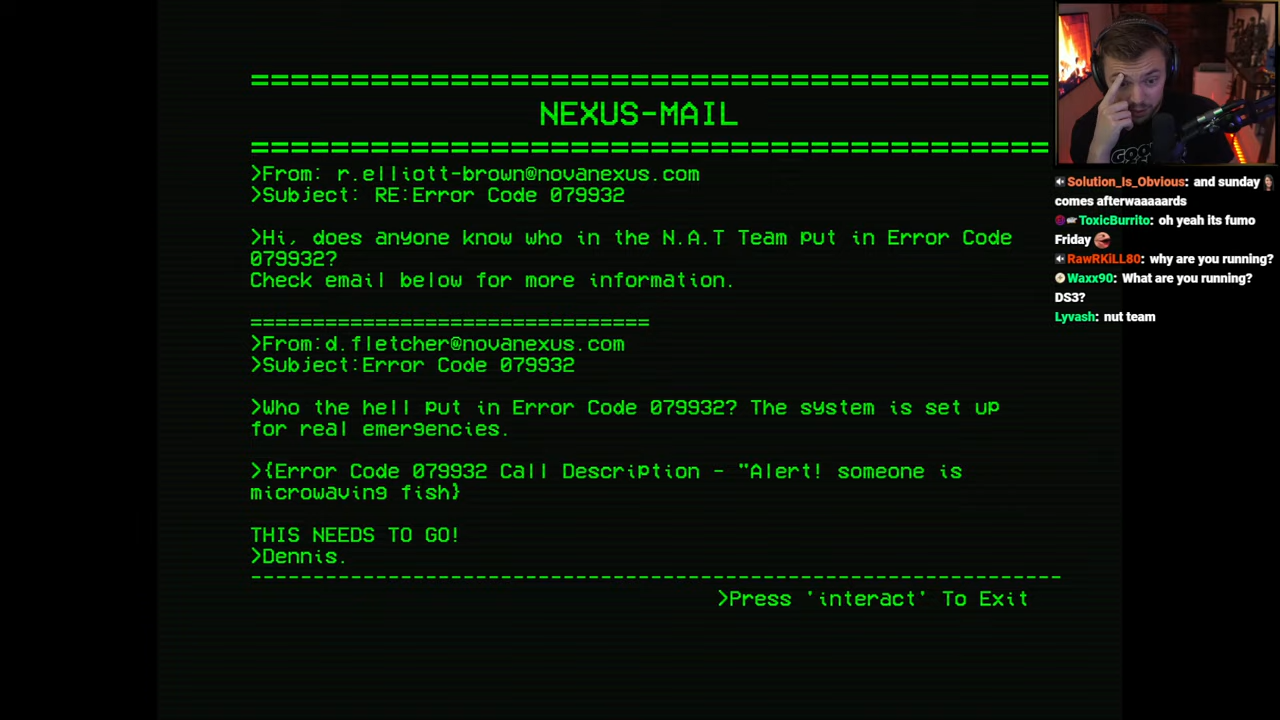 ========================================
NEXUS-MAIL
========================================
>From: r.elliott-brown@novanexus.com
>Subject: RE:Error Code 079932
>Hi, does anyone know who in the N.A.T Team put in Error Code
079932?
Check email below for more information.
================================
>From:d.fletcher@novanexus.com
>Subject:Error Code 079932
>Who the hell put in Error Code 079932? The system is set up
for real emergencies.
>{Error Code 079932 Call Description - "Alert! someone is
microwaving fish}
THIS NEEDS TO GO!
>Dennis.
-----------------------------------------------------------------
>Press 'interact' To Exit
Solution_Is_Obvious: and sunday
comes afterwaaaaards
ToxicBurrito: oh yeah its fumo
Friday
RawRKiLL80: why are you running?
Waxx90: What are you running?
DS3?
Lyvash: nut team